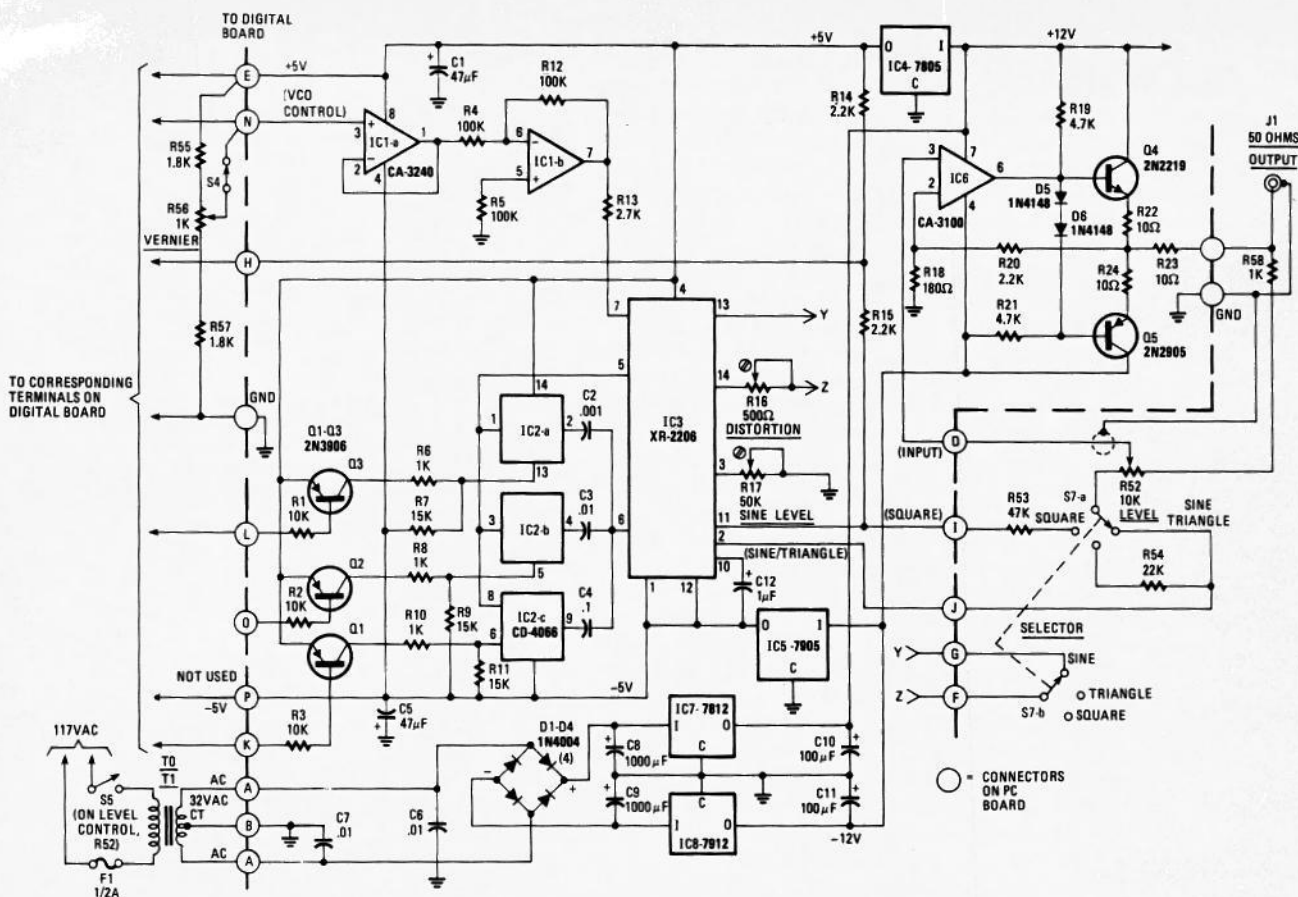 TO DIGITAL
BOARD
E
+5V
N
(VCO
CONTROL)
R55
1.8K
S4
R56
1K
VERNIER
H
R57
1.8K
TO CORRESPONDING
TERMINALS ON
DIGITAL BOARD
GND
L
O
NOT USED
-5V
P
K
117VAC
S5
(ON LEVEL
CONTROL,
R52)
F1
1/2A
TO
T1
32VAC
CT
AC
A
B
AC
A
C7
.01
C6
.01
C1
47µF
+
3
2
4
8
1
+
−
IC1-a
CA-3240
R4
100K
R12
100K
6
5
7
−
+
IC1-b
R5
100K
R13
2.7K
Q1-Q3
2N3906
Q3
R1
10K
Q2
R2
10K
Q1
R3
10K
R6
1K
R7
15K
R8
1K
R9
15K
R10
1K
R11
15K
C5
47µF
+
-5V
14
1
IC2-a
2
13
C2
.001
3
IC2-b
4
5
C3
.01
8
6
IC2-c
CD-4066
9
C4
.1
7
4
13
5
14
IC3
XR-2206
3
11
2
10
6
1
12
Y
Z
R16
500Ω
DISTORTION
R17
50K
SINE LEVEL
(SINE/TRIANGLE)
C12
1µF
+
O
I
IC5-7905
C
D1-D4
1N4004
(4)
−
+
C8
1000µF
+
C9
1000µF
+
I
IC7-7812
O
C
C
I
O
IC8-7912
C10
100µF
+
C11
100µF
+
-12V
+5V
O
I
IC4-7805
C
+12V
R14
2.2K
R15
2.2K
3
2
7
6
4
IC6
CA-3100
R18
180Ω
R19
4.7K
D5
1N4148
D6
1N4148
R20
2.2K
R21
4.7K
Q4
2N2219
R22
10Ω
R24
10Ω
R23
10Ω
Q5
2N2905
GND
J1
50 OHMS
OUTPUT
R58
1K
(INPUT)
D
R52
10K
LEVEL
(SQUARE)
I
R53
47K
SQUARE
S7-a
SINE
TRIANGLE
R54
22K
J
SELECTOR
Y
G
SINE
Z
F
S7-b
TRIANGLE
SQUARE
= CONNECTORS
ON PC
BOARD